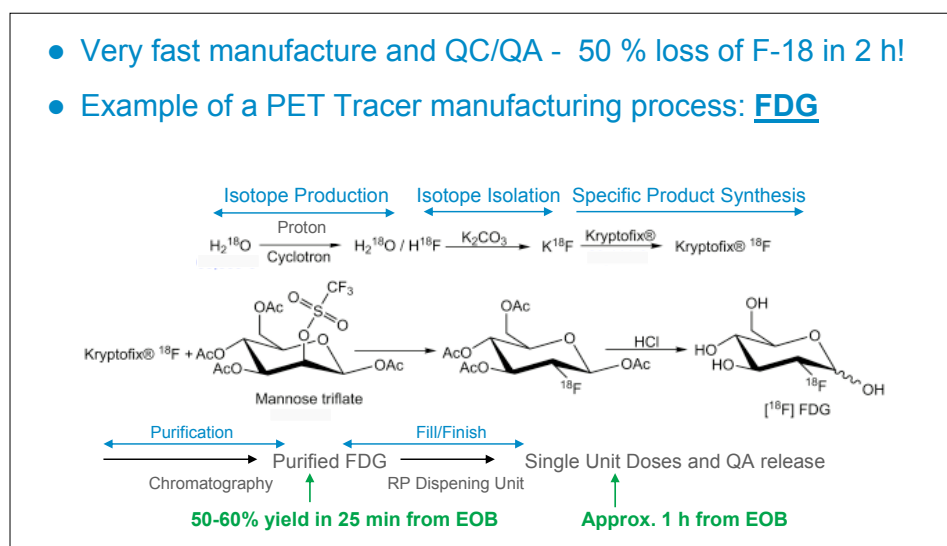 ● Very fast manufacture and QC/QA - 50 % loss of F-18 in 2 h!
● Example of a PET Tracer manufacturing process: FDG
Isotope Production Isotope Isolation Specific Product Synthesis
H₂¹⁸O Proton Cyclotron H₂¹⁸O / H¹⁸F K₂CO₃ K¹⁸F Kryptofix® Kryptofix® ¹⁸F
Kryptofix® ¹⁸F + AcO AcO OAc O S O O CF₃ O OAc
Mannose triflate
OAc AcO AcO O ¹⁸F OAc
HCl
OH HO HO O ¹⁸F OH
[¹⁸F] FDG
Purification Fill/Finish
Purified FDG Single Unit Doses and QA release
Chromatography RP Dispening Unit
50-60% yield in 25 min from EOB Approx. 1 h from EOB